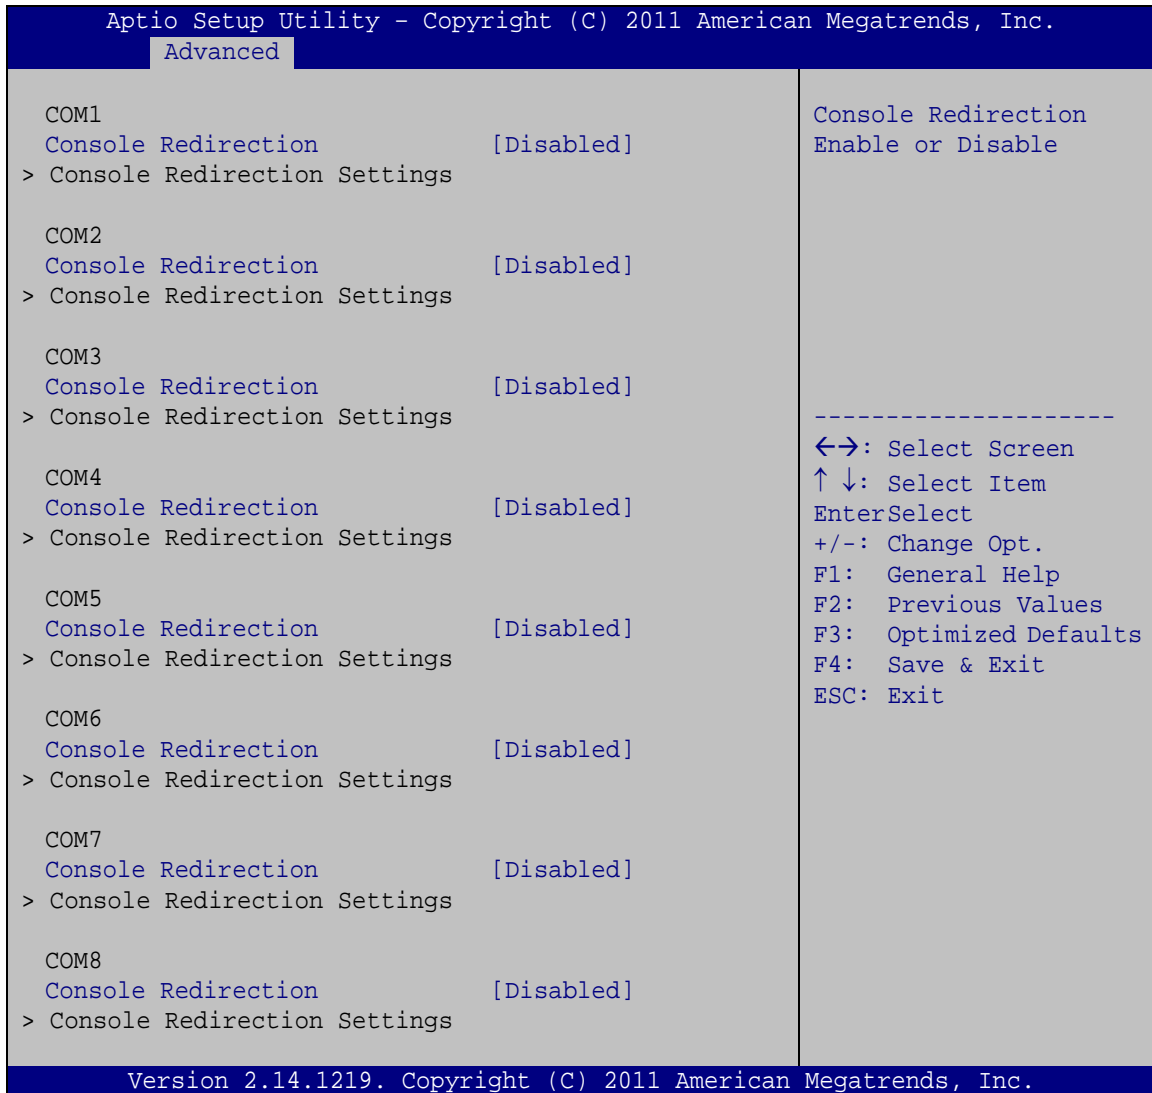 Aptio Setup Utility – Copyright (C) 2011 American Megatrends, Inc.
Advanced
COM1
Console Redirection [Disabled]
> Console Redirection Settings
COM2
Console Redirection [Disabled]
> Console Redirection Settings
COM3
Console Redirection [Disabled]
> Console Redirection Settings
COM4
Console Redirection [Disabled]
> Console Redirection Settings
COM5
Console Redirection [Disabled]
> Console Redirection Settings
COM6
Console Redirection [Disabled]
> Console Redirection Settings
COM7
Console Redirection [Disabled]
> Console Redirection Settings
COM8
Console Redirection [Disabled]
> Console Redirection Settings
Console Redirection
Enable or Disable
---------------------
←→: Select Screen
↑ ↓: Select Item
EnterSelect
+/-: Change Opt.
F1: General Help
F2: Previous Values
F3: Optimized Defaults
F4: Save & Exit
ESC: Exit
Version 2.14.1219. Copyright (C) 2011 American Megatrends, Inc.